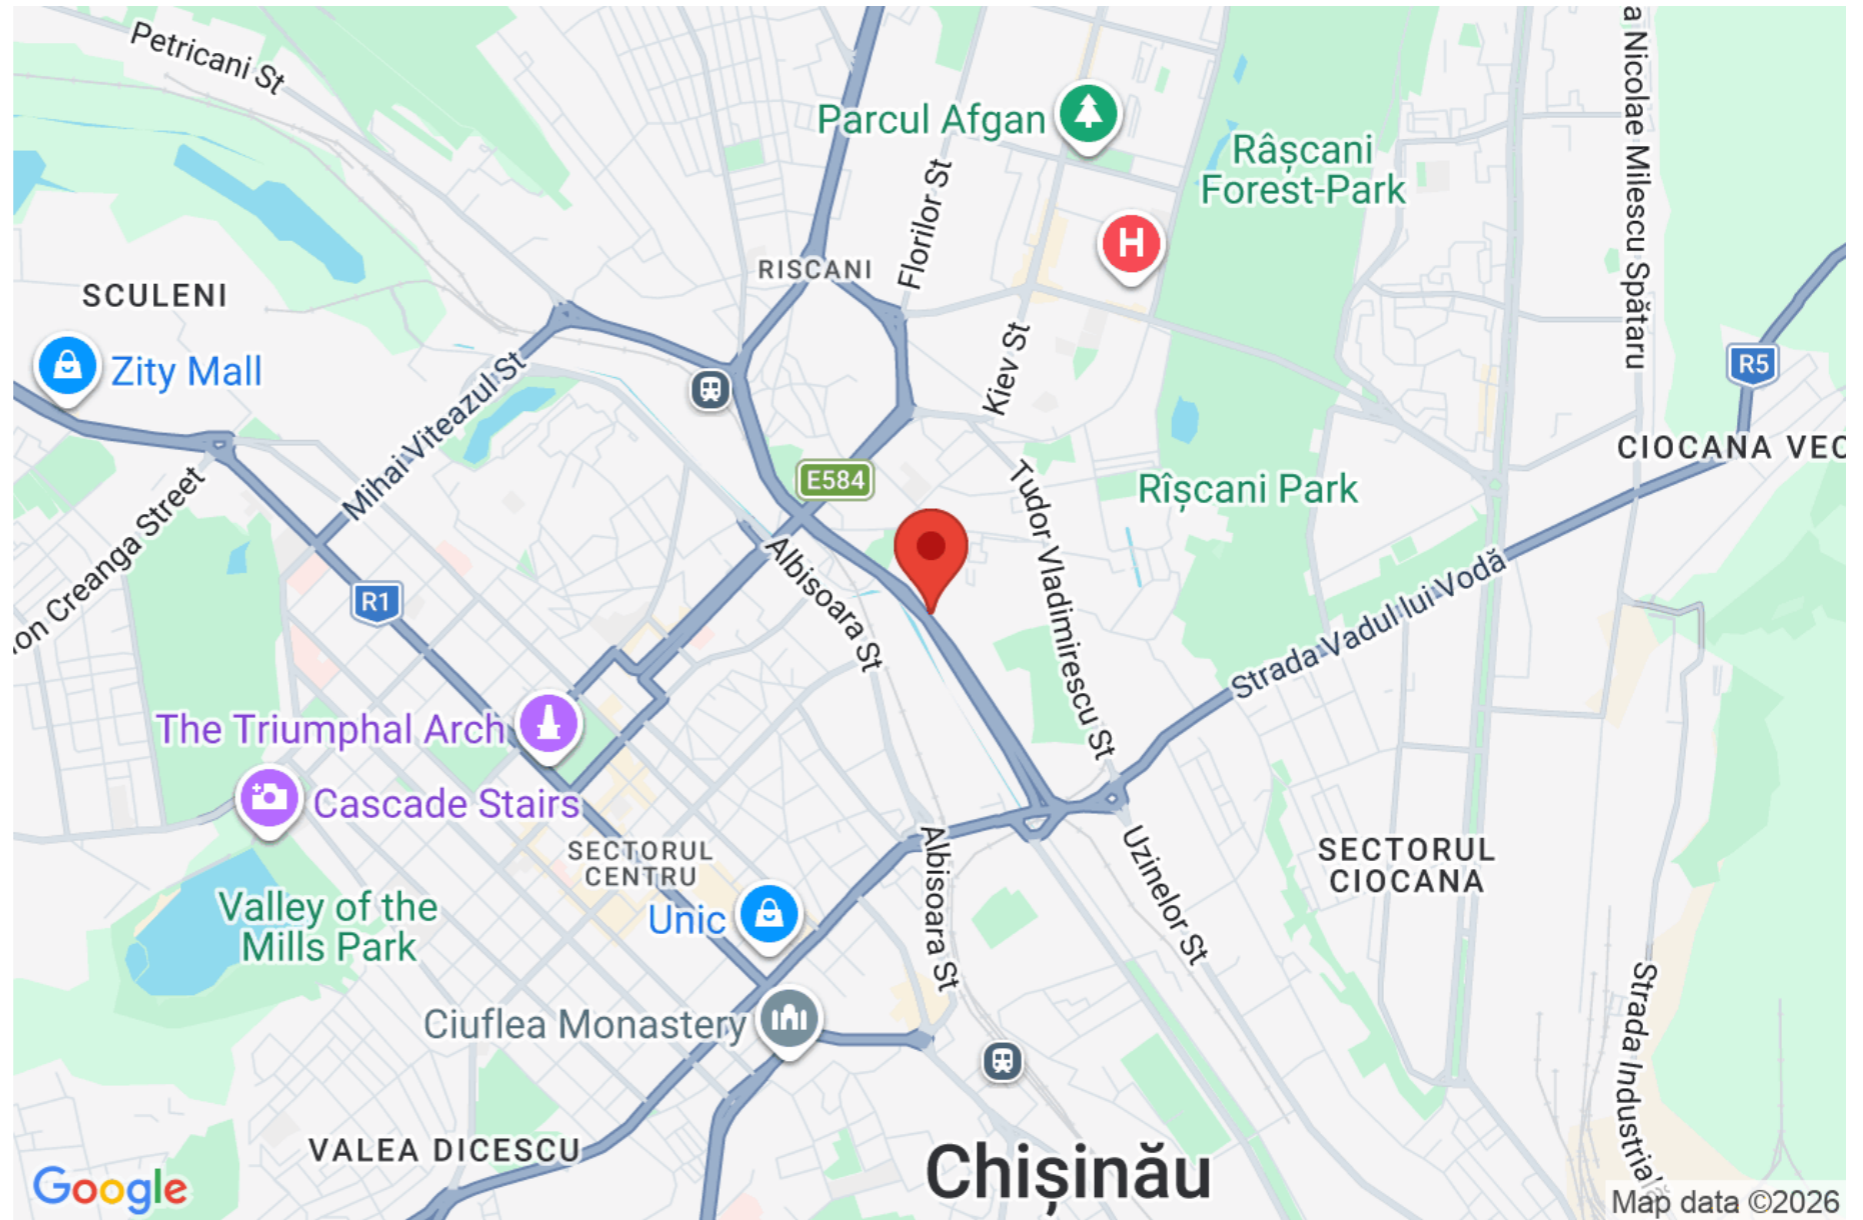 Petricani St
Parcul Afgan
Râșcani
Forest-Park
a Nicolae Milescu Spătaru
Florilor St
H
RISCANI
SCULENI
Zity Mall
Mihai Viteazul St
Kiev St
R5
CIOCANA VEC
E584
Rîșcani Park
Tudor Vladimirescu St
Ion Creanga Street
R1
Albisoara St
Strada Vadul lui Vodă
The Triumphal Arch
Cascade Stairs
SECTORUL
CENTRU
Albisoara St
Uzinelor St
SECTORUL
CIOCANA
Valley of the
Mills Park
Unic
Ciuflea Monastery
VALEA DICESCU
Chișinău
Google
Map data ©2026